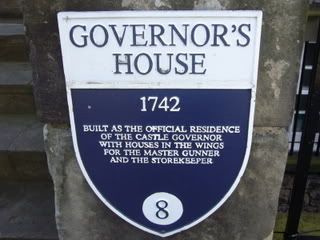 GOVERNOR'S
HOUSE
1742
BUILT AS THE OFFICIAL RESIDENCE
OF THE CASTLE GOVERNOR
WITH HOUSES IN THE WINGS
FOR THE MASTER GUNNER
AND THE STOREKEEPER
8